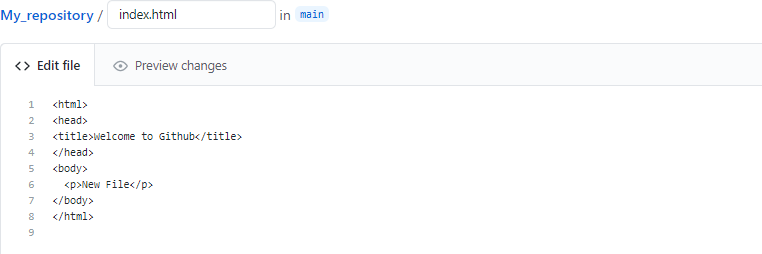 My_repository / index.html in main
Edit file Preview changes
1 <html>
2 <head>
3 <title>Welcome to Github</title>
4 </head>
5 <body>
6 <p>New File</p>
7 </body>
8 </html>
9